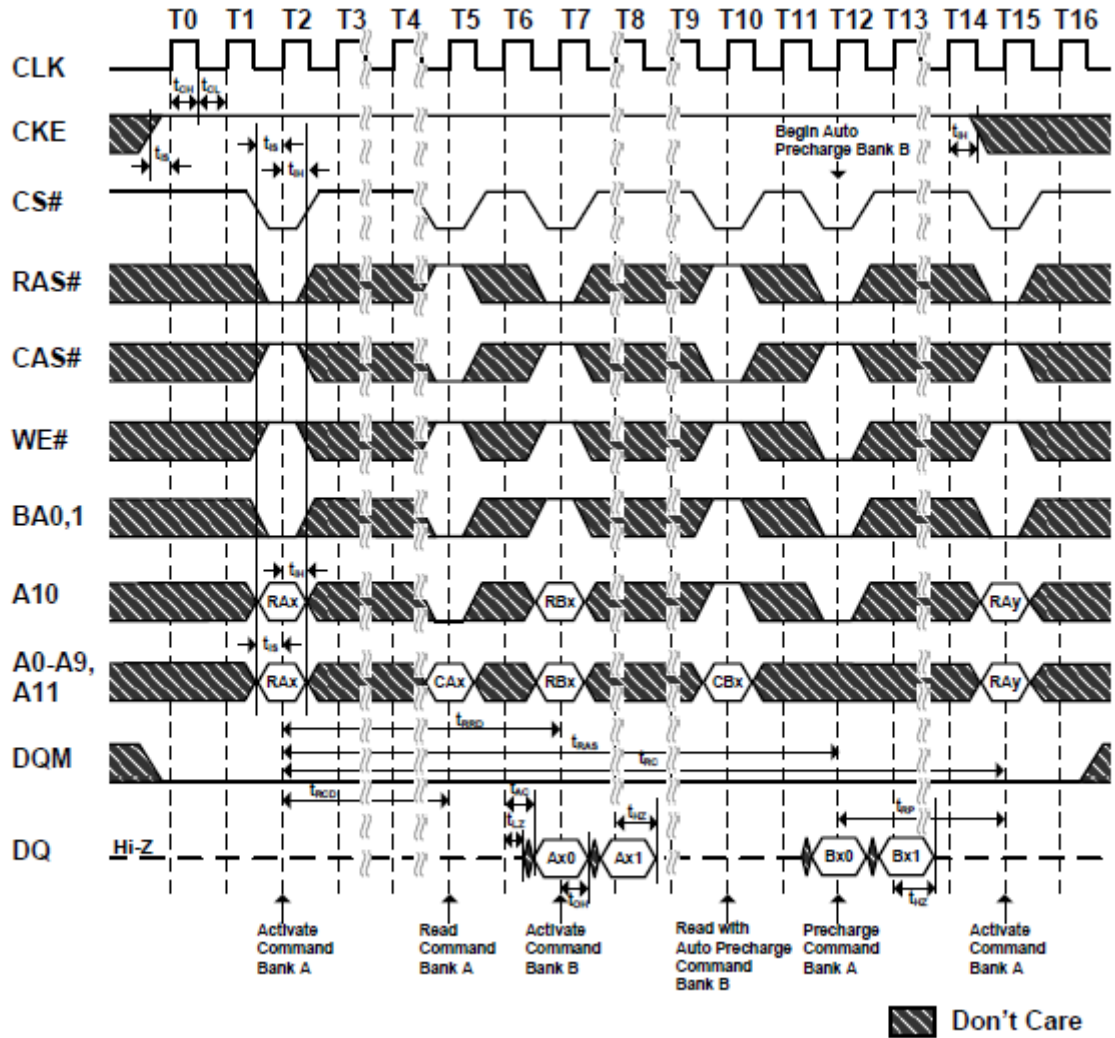 T0 T1 T2 T3 T4 T5 T6 T7 T8 T9 T10 T11 T12 T13 T14 T15 T16
CLK
tCH tCL
CKE
tIS
tIS
tIH
Begin Auto
Precharge Bank B
tIH
CS#
RAS#
CAS#
WE#
BA0,1
A10
tIH
RAx
RBx
RAy
tIS
A0-A9,
A11
RAx
CAx
RBx
CBx
RAy
tRRD
tRAS
tRC
DQM
tRCD
tAC
tLZ
tHZ
tRP
DQ
Hi-Z
Ax0
Ax1
Bx0
Bx1
tOH
tHZ
Activate
Command
Bank A
Read
Command
Bank A
Activate
Command
Bank B
Read with
Auto Precharge
Command
Bank B
Precharge
Command
Bank A
Activate
Command
Bank A
Don't Care